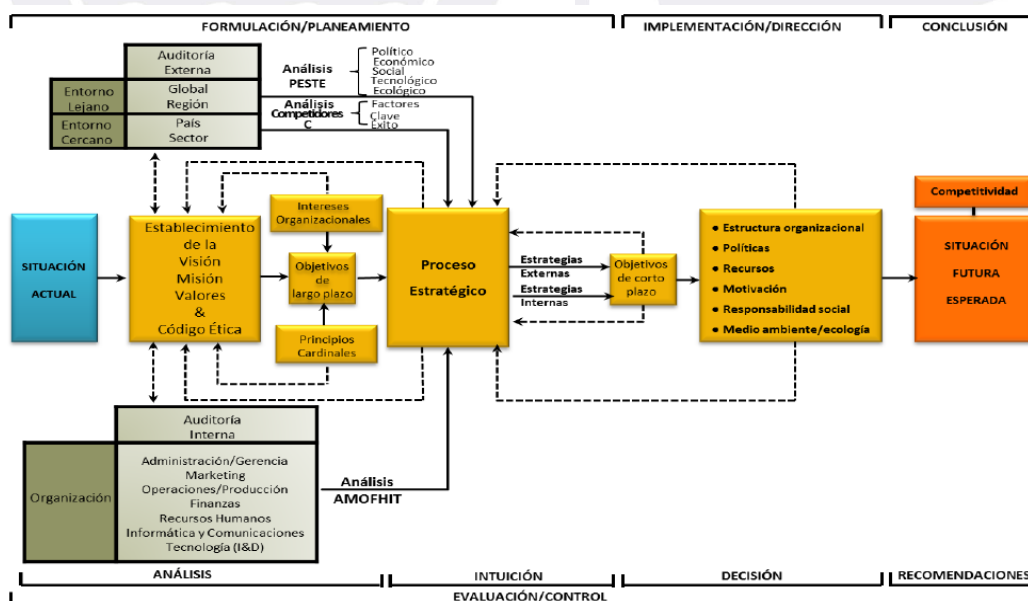 FORMULACIÓN/PLANEAMIENTO
IMPLEMENTACIÓN/DIRECCIÓN
CONCLUSIÓN
Auditoría
Externa
Entorno
Lejano
Global
Región
Entorno
Cercano
País
Sector
Análisis
PESTE
Político
Económico
Social
Tecnológico
Ecológico
Análisis
Competidores
C
Factores
Clave
Éxito
SITUACIÓN
ACTUAL
Establecimiento
de la
Visión
Misión
Valores
&
Código Ética
Intereses
Organizacionales
Objetivos
de
largo plazo
Principios
Cardinales
Proceso
Estratégico
Estrategias
Externas
Estrategias
Internas
Objetivos
de corto
plazo
● Estructura organizacional
● Políticas
● Recursos
● Motivación
● Responsabilidad social
● Medio ambiente/ecología
Competitividad
SITUACIÓN
FUTURA
ESPERADA
Auditoría
Interna
Organización
Administración/Gerencia
Marketing
Operaciones/Producción
Finanzas
Recursos Humanos
Informática y Comunicaciones
Tecnología (I&D)
Análisis
AMOFHIT
ANÁLISIS
INTUICIÓN
DECISIÓN
RECOMENDACIONES
EVALUACIÓN/CONTROL